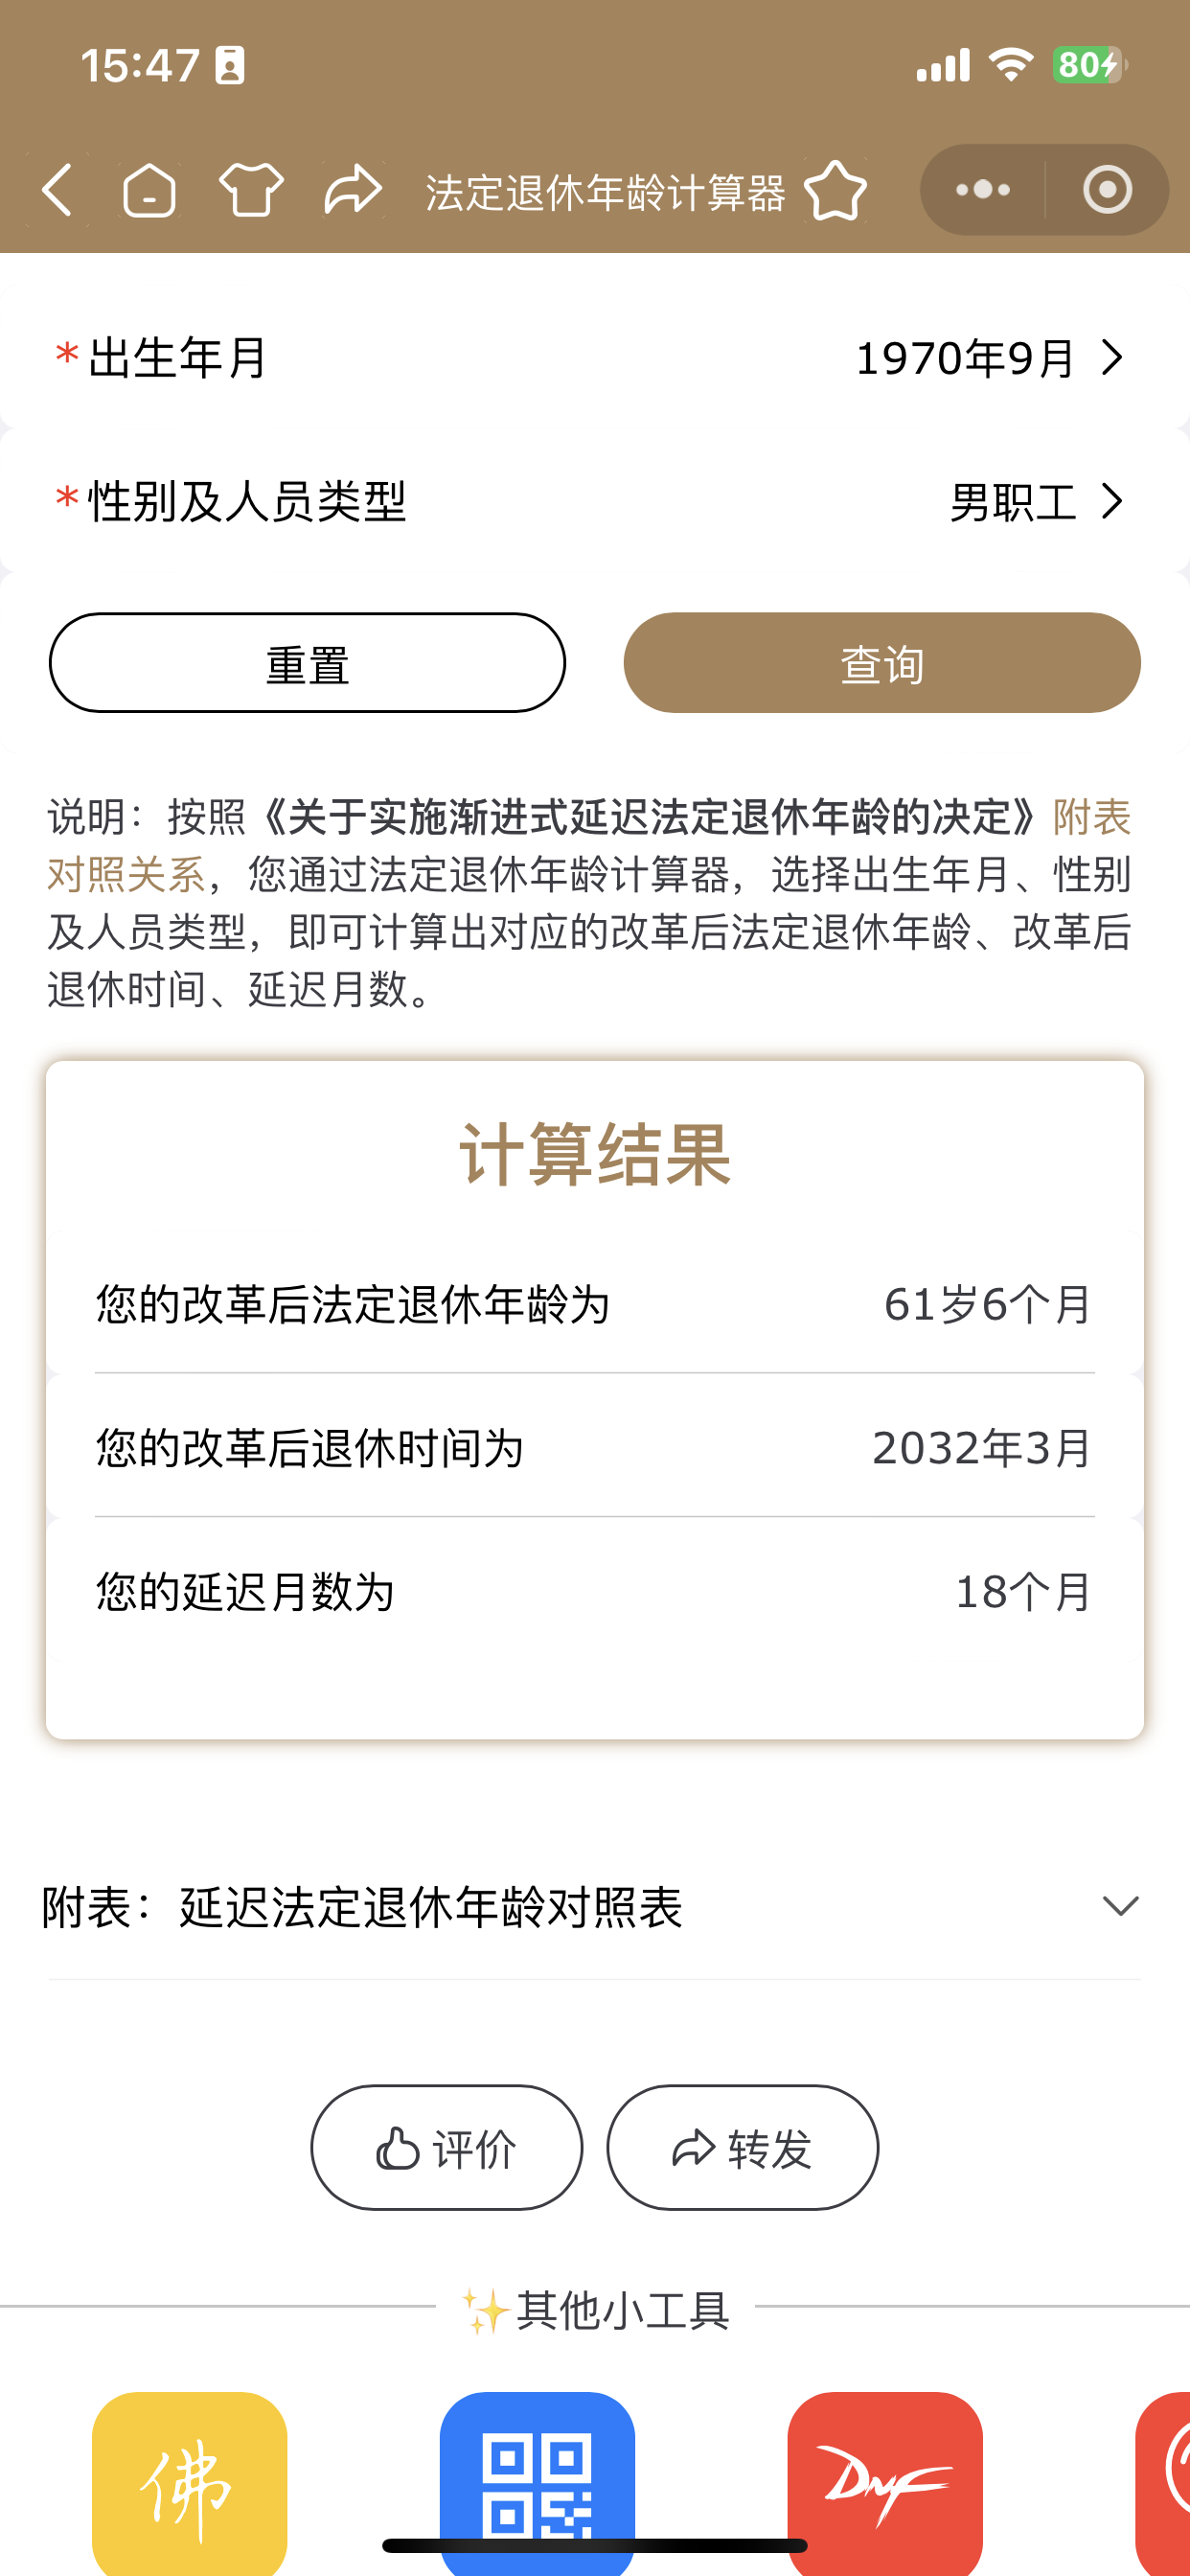 15:47
80
法定退休年龄计算器
*出生年月 1970年9月
*性别及人员类型 男职工
重置 查询
说明：按照《关于实施渐进式延迟法定退休年龄的决定》附表
对照关系，您通过法定退休年龄计算器，选择出生年月、性别
及人员类型，即可计算出对应的改革后法定退休年龄、改革后
退休时间、延迟月数。
计算结果
您的改革后法定退休年龄为 61岁6个月
您的改革后退休时间为 2032年3月
您的延迟月数为 18个月
附表：延迟法定退休年龄对照表
评价 转发
✨其他小工具
佛 DNF